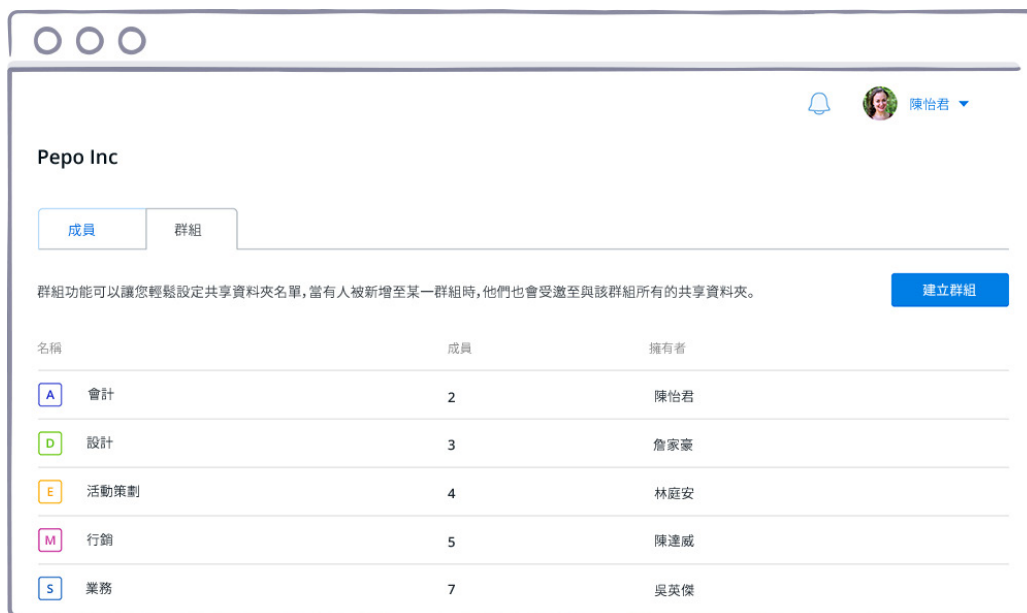 陳怡君
Pepo Inc
成員 群組
群組功能可以讓您輕鬆設定共享資料夾名單,當有人被新增至某一群組時,他們也會受邀至與該群組所有的共享資料夾。 建立群組
名稱 成員 擁有者
A 會計 2 陳怡君
D 設計 3 詹家豪
E 活動策劃 4 林庭安
M 行銷 5 陳達威
S 業務 7 吳英傑